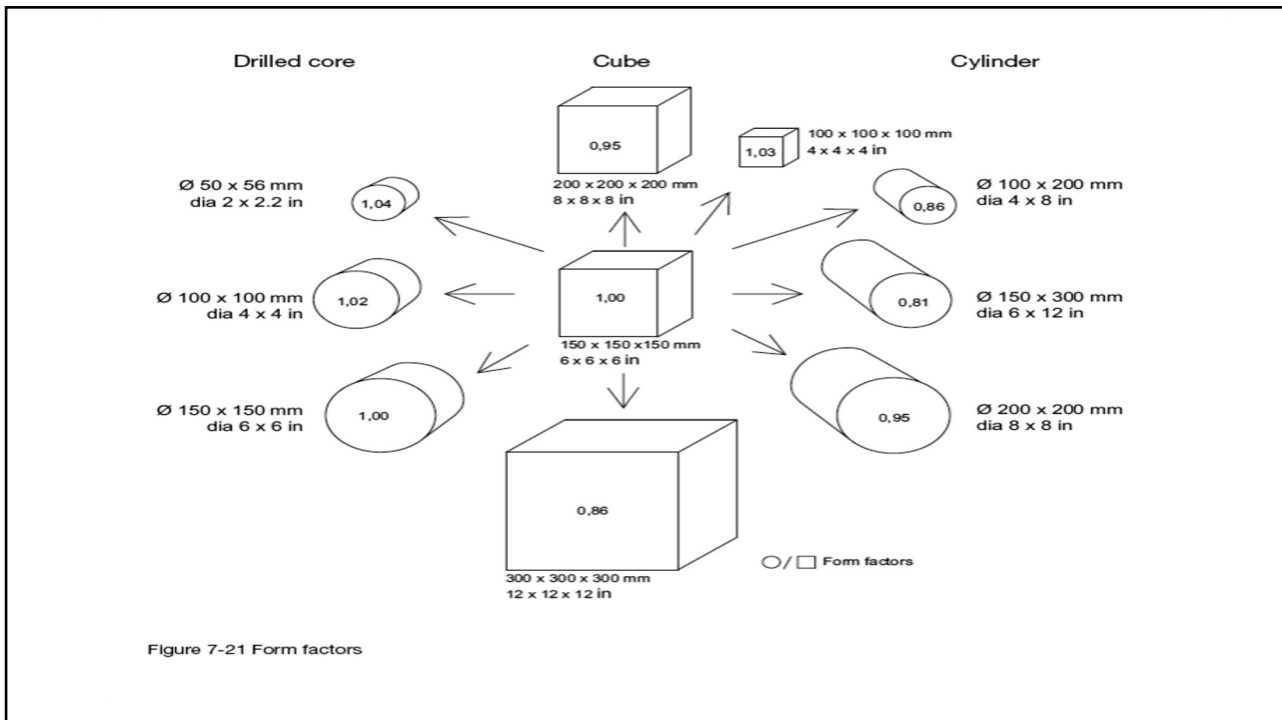 Drilled core
Cube
Cylinder
0,95
200 x 200 x 200 mm
8 x 8 x 8 in
1,03
100 x 100 x 100 mm
4 x 4 x 4 in
Ø 50 x 56 mm
dia 2 x 2.2 in
1,04
0,86
Ø 100 x 200 mm
dia 4 x 8 in
Ø 100 x 100 mm
dia 4 x 4 in
1,02
1,00
150 x 150 x150 mm
6 x 6 x 6 in
0,81
Ø 150 x 300 mm
dia 6 x 12 in
Ø 150 x 150 mm
dia 6 x 6 in
1,00
0,95
Ø 200 x 200 mm
dia 8 x 8 in
0,86
300 x 300 x 300 mm
12 x 12 x 12 in
/ Form factors
Figure 7-21 Form factors